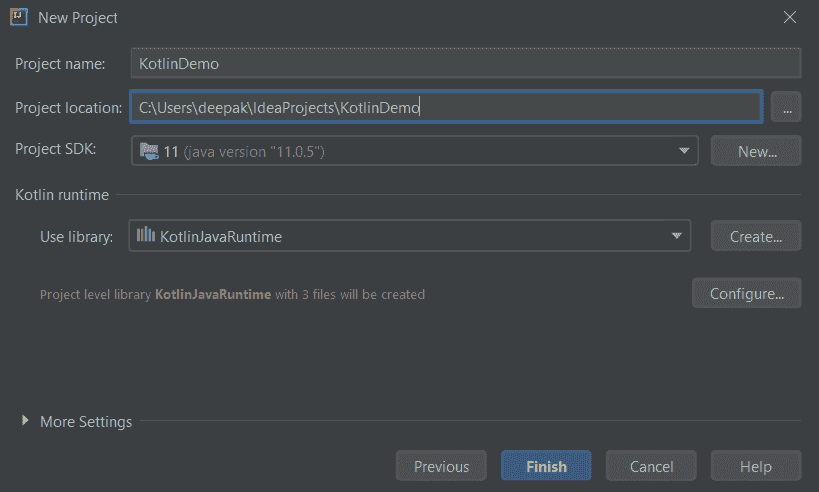 New Project
Project name: KotlinDemo
Project location: C:\Users\deepak\IdeaProjects\KotlinDemo ...
Project SDK: 11 (java version "11.0.5") New...
Kotlin runtime
Use library: KotlinJavaRuntime Create...
Project level library KotlinJavaRuntime with 3 files will be created Configure...
More Settings
Previous Finish Cancel Help